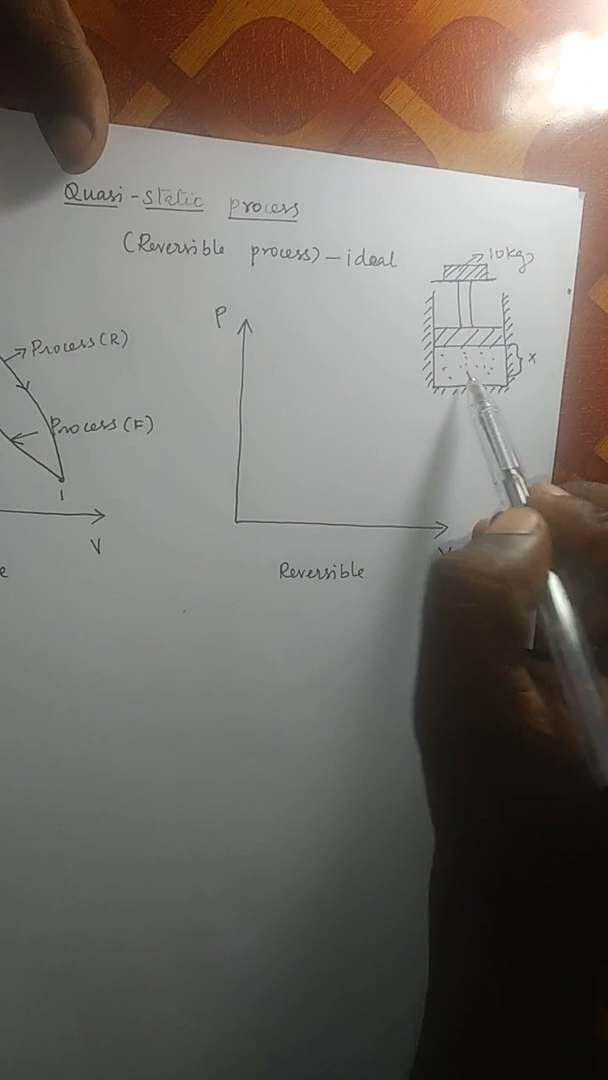 Quasi-static process
(Reversible process) - ideal
10kg
P
x
Process (R)
Process (F)
1
V
Reversible